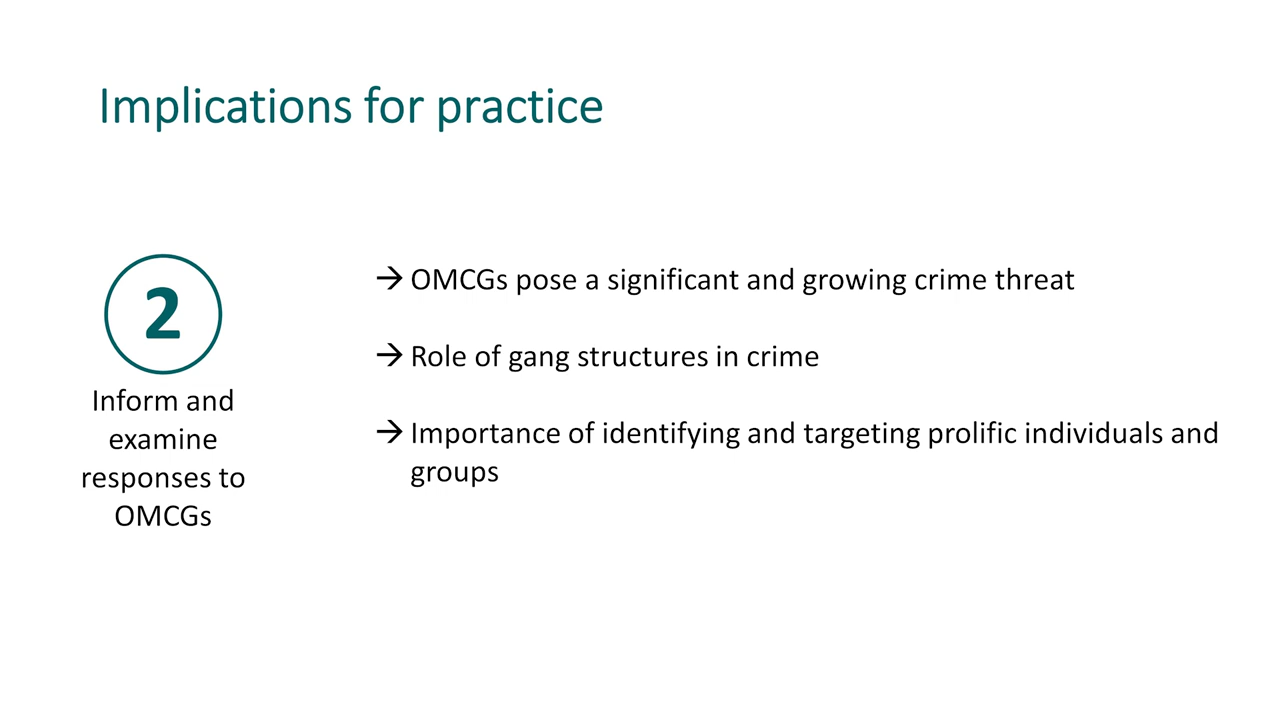 Implications for practice
2
Inform and
examine
responses to
OMCGs
→ OMCGs pose a significant and growing crime threat
→ Role of gang structures in crime
→ Importance of identifying and targeting prolific individuals and
groups